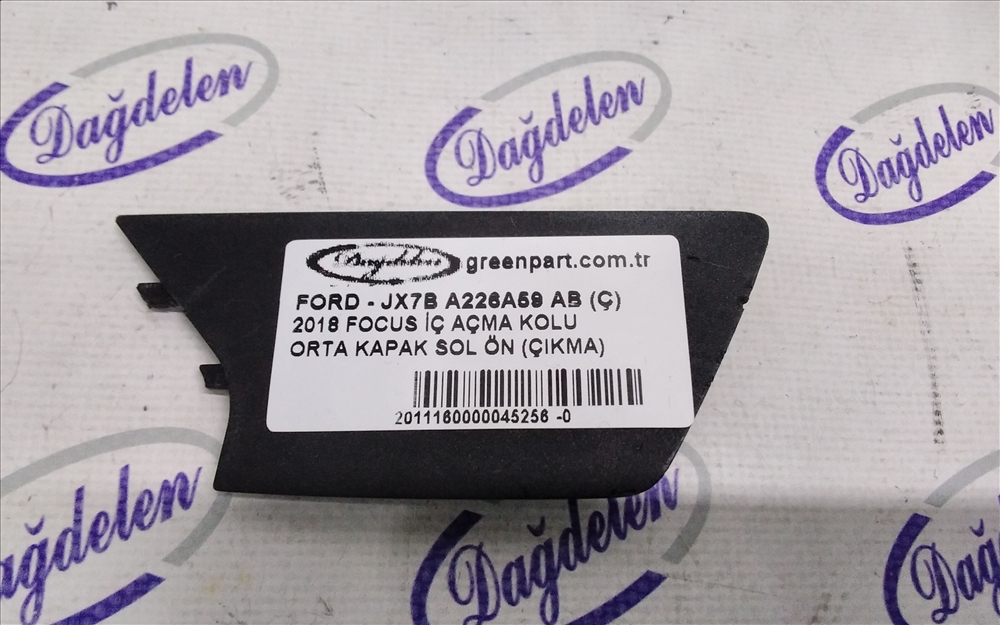 Dağdelen
Dağdelen
Dağdelen
Dağdelen greenpart.com.tr
FORD - JX7B A226A59 AB (Ç)
2018 FOCUS İÇ AÇMA KOLU
ORTA KAPAK SOL ÖN (ÇIKMA)
2011160000045256 -0
Dağdelen
Dağdelen